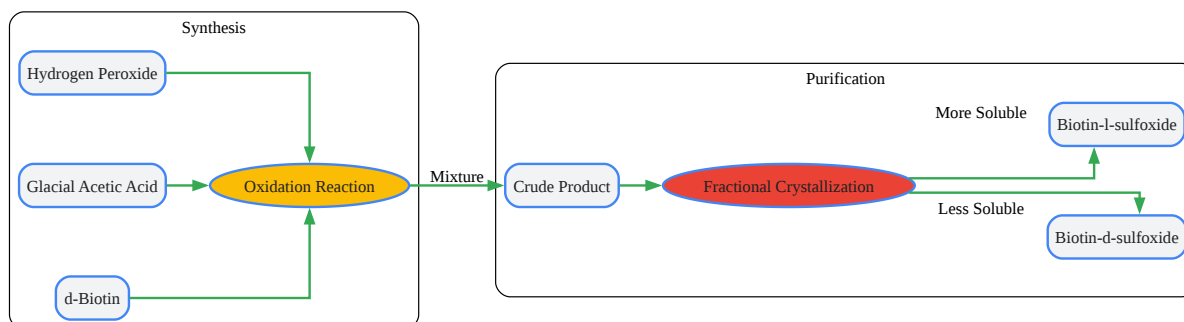 Synthesis
Hydrogen Peroxide
Glacial Acetic Acid
Oxidation Reaction
d-Biotin
Mixture
Purification
Crude Product
Fractional Crystallization
More Soluble
Biotin-l-sulfoxide
Less Soluble
Biotin-d-sulfoxide